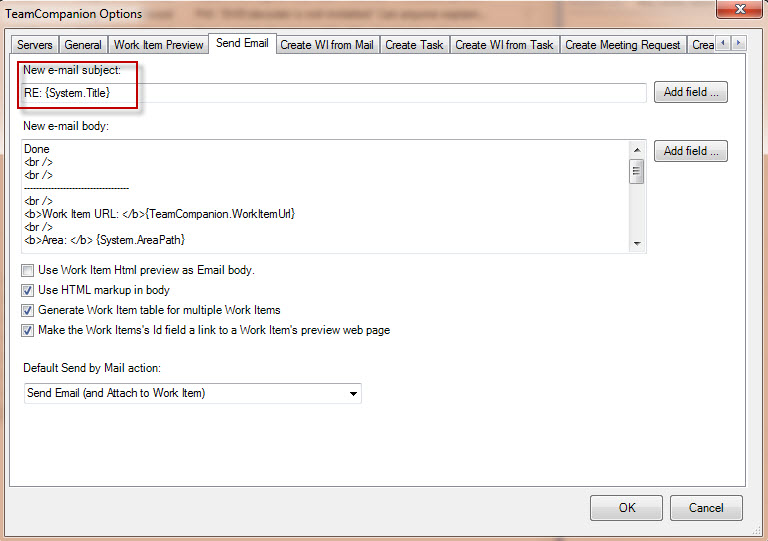 TeamCompanion Options
Servers General Work Item Preview Send Email Create WI from Mail Create Task Create WI from Task Create Meeting Request Crea
New e-mail subject:
RE: {System.Title}
Add field ...
New e-mail body:
Add field ...
Done
<br />
<br />
-----------------------------------
<br />
<b>Work Item URL: </b>{TeamCompanion.WorkItemUrl}
<br />
<b>Area: </b> {System.AreaPath}
Use Work Item Html preview as Email body.
Use HTML markup in body
Generate Work Item table for multiple Work Items
Make the Work Items's Id field a link to a Work Item's preview web page
Default Send by Mail action:
Send Email (and Attach to Work Item)
OK Cancel